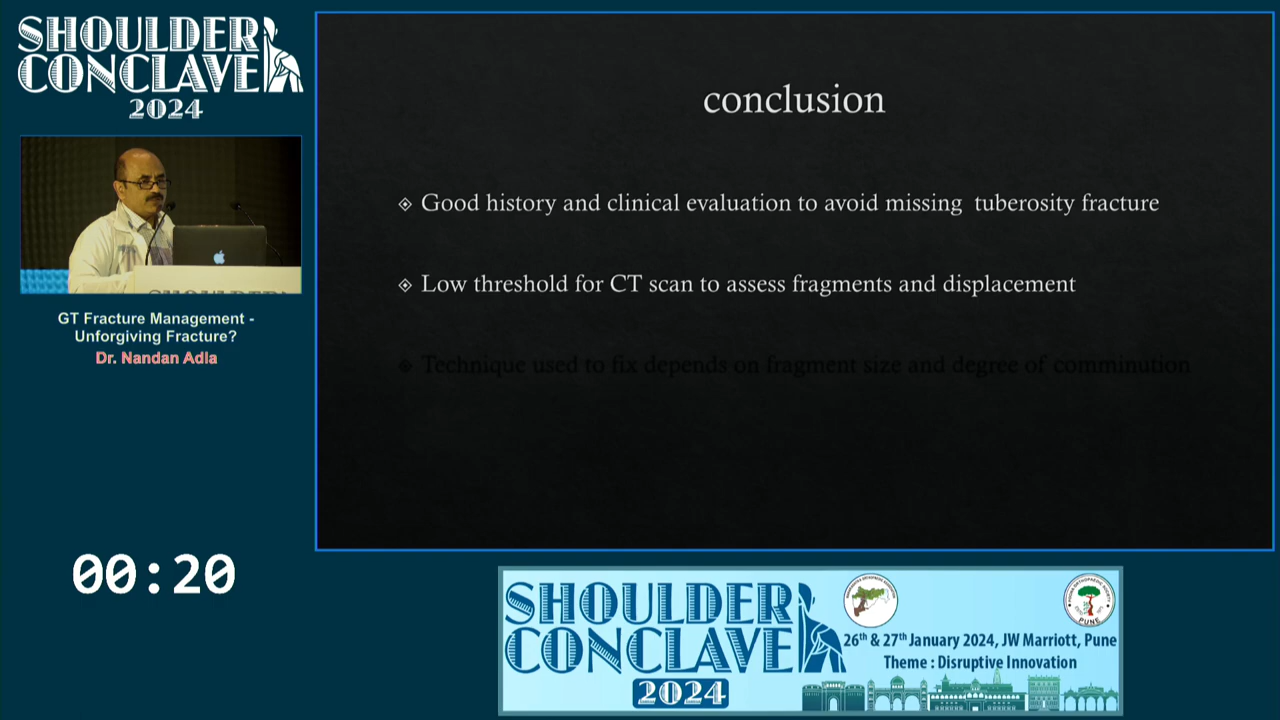 SHOULDER
CONCLAVE
2024
GT Fracture Management -
Unforgiving Fracture?
Dr. Nandan Adla
00:20
conclusion
Good history and clinical evaluation to avoid missing tuberosity fracture
Low threshold for CT scan to assess fragments and displacement
Technique used to fix depends on fragment size and degree of comminution
SHOULDER
CONCLAVE
2024
26th & 27th January 2024, JW Marriott, Pune
Theme : Disruptive Innovation
PUNE